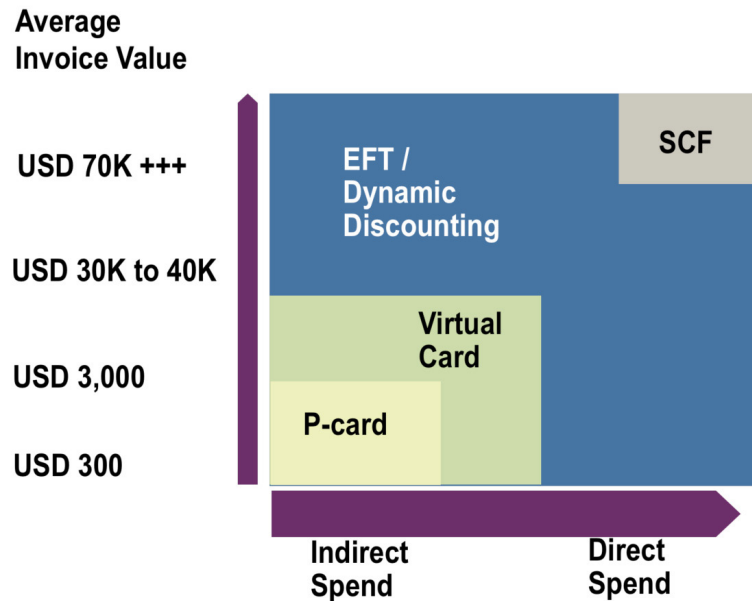 Average
Invoice Value
USD 70K +++
USD 30K to 40K
USD 3,000
USD 300
EFT /
Dynamic
Discounting
SCF
Virtual
Card
P-card
Indirect
Spend
Direct
Spend